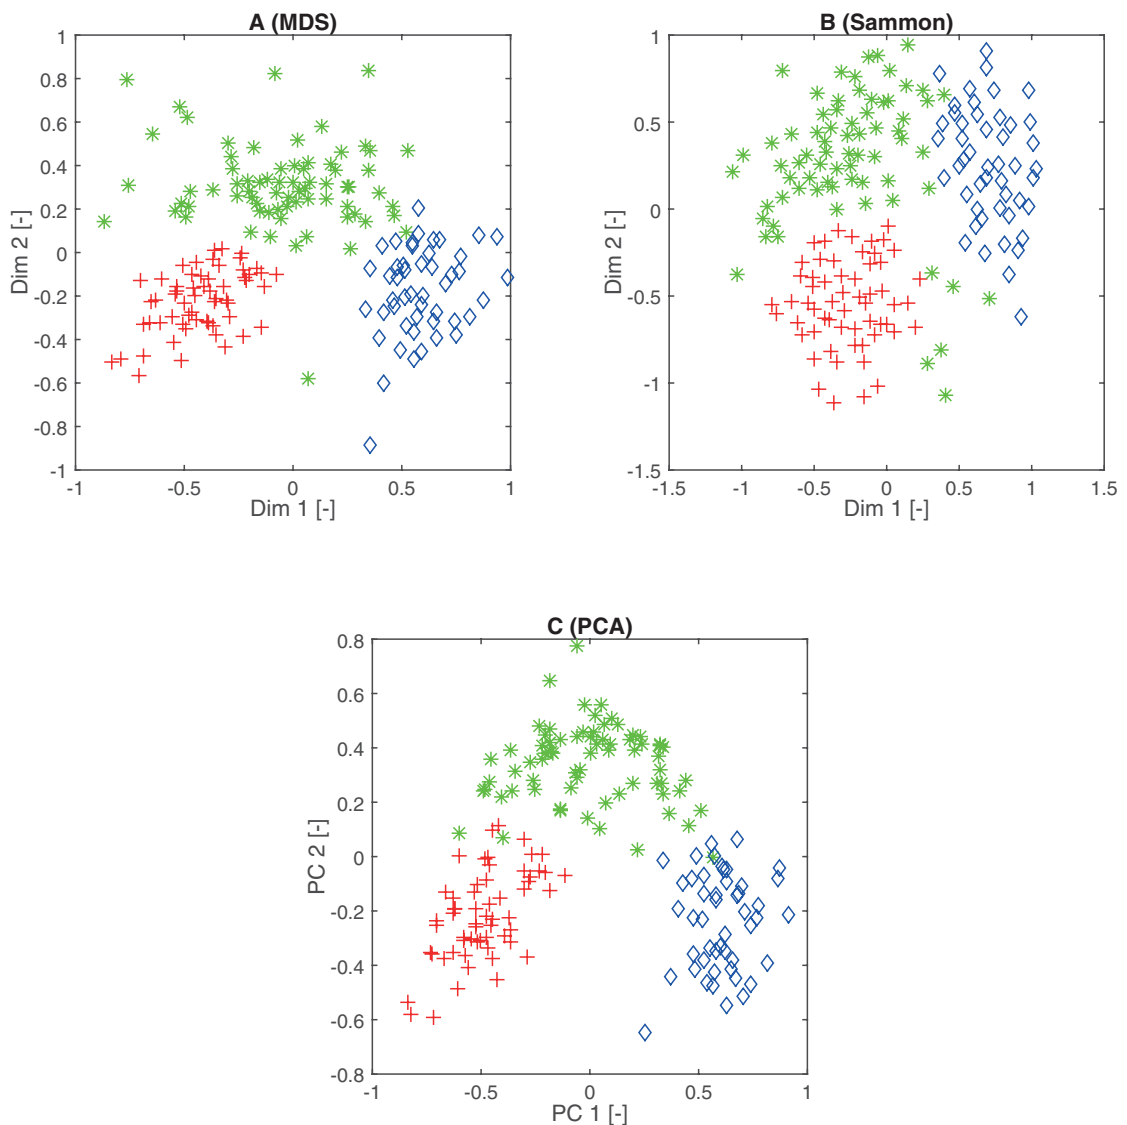 A (MDS)
1
0.8
0.6
0.4
0.2
0
-0.2
-0.4
-0.6
-0.8
-1
-1 -0.5 0 0.5 1
Dim 1 [-]
Dim 2 [-]
B (Sammon)
1
0.5
0
-0.5
-1
-1.5
-1.5 -1 -0.5 0 0.5 1 1.5
Dim 1 [-]
Dim 2 [-]
C (PCA)
0.8
0.6
0.4
0.2
0
-0.2
-0.4
-0.6
-0.8
-1 -0.5 0 0.5 1
PC 1 [-]
PC 2 [-]